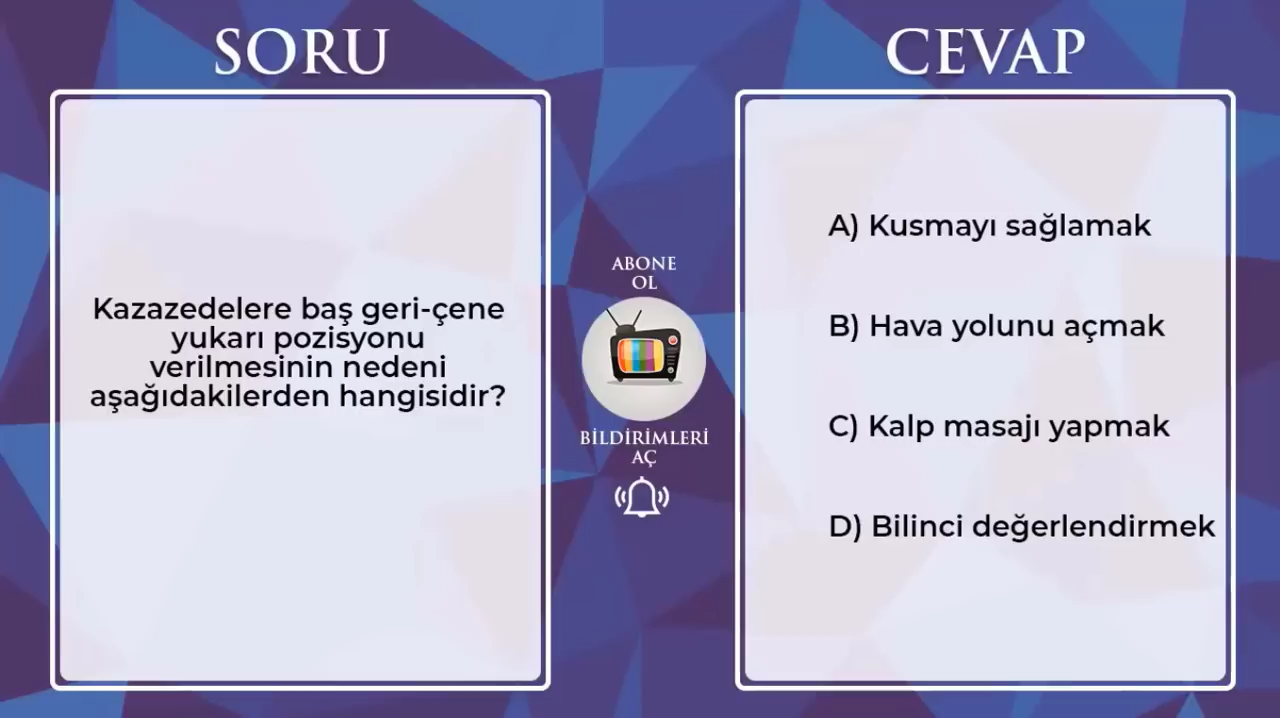 SORU
Kazazedelere baş geri-çene
yukarı pozisyonu
verilmesinin nedeni
aşağıdakilerden hangisidir?
ABONE
OL
BİLDİRİMLERİ
AÇ
CEVAP
A) Kusmayı sağlamak
B) Hava yolunu açmak
C) Kalp masajı yapmak
D) Bilinci değerlendirmek